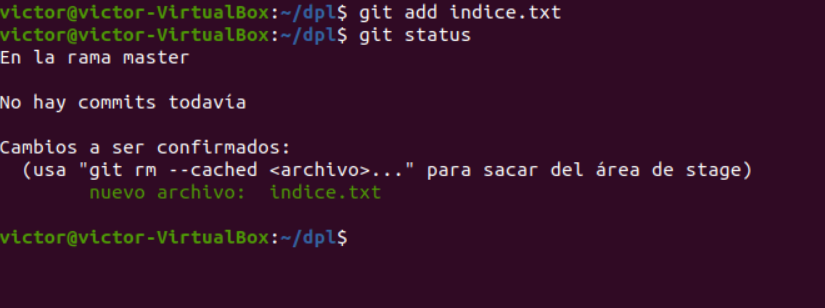 victor@victor-VirtualBox:~/dpl$ git add indice.txt
victor@victor-VirtualBox:~/dpl$ git status
En la rama master
No hay commits todavía
Cambios a ser confirmados:
  (usa "git rm --cached <archivo>..." para sacar del área de stage)
        nuevo archivo:  indice.txt
victor@victor-VirtualBox:~/dpl$